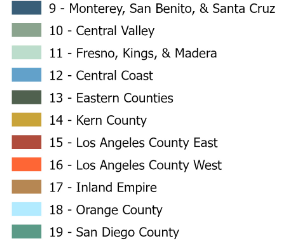 9 - Monterey, San Benito, & Santa Cruz
10 - Central Valley
11 - Fresno, Kings, & Madera
12 - Central Coast
13 - Eastern Counties
14 - Kern County
15 - Los Angeles County East
16 - Los Angeles County West
17 - Inland Empire
18 - Orange County
19 - San Diego County